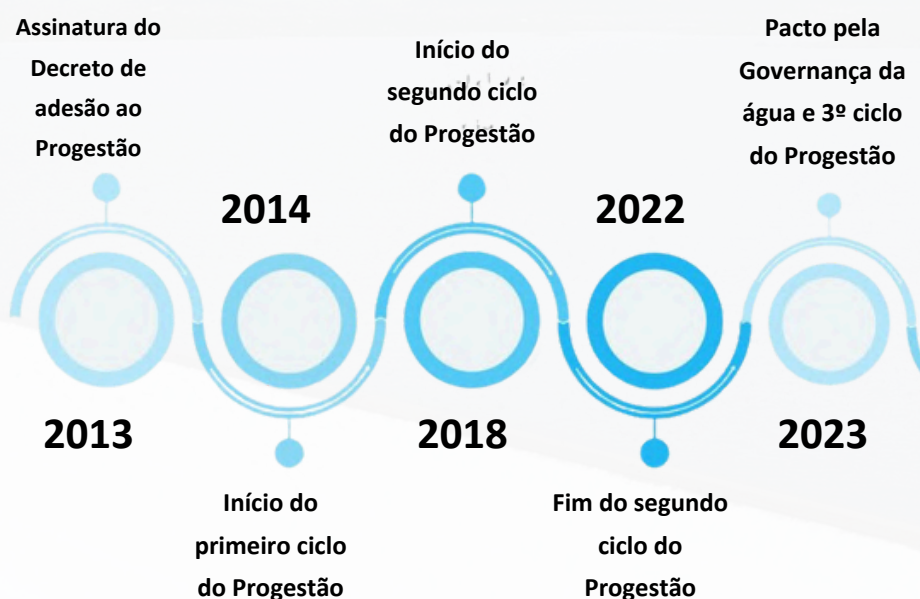 Assinatura do
Decreto de
adesão ao
Progestão
2013
2014
Início do
primeiro ciclo
do Progestão
Início do
segundo ciclo
do Progestão
2018
2022
Fim do segundo
ciclo do
Progestão
Pacto pela
Governança da
água e 3º ciclo
do Progestão
2023